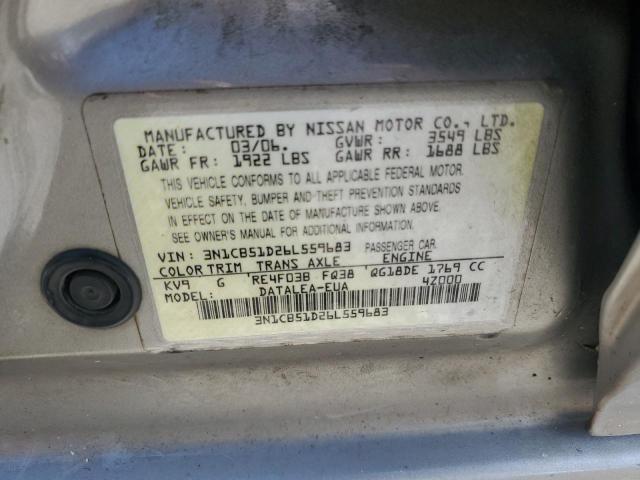 MANUFACTURED BY NISSAN MOTOR CO., LTD.
DATE: 03/06. GVWR: 3549 LBS
GAWR FR: 1922 LBS GAWR RR: 1688 LBS
THIS VEHICLE CONFORMS TO ALL APPLICABLE FEDERAL MOTOR
VEHICLE SAFETY, BUMPER AND THEFT PREVENTION STANDARDS
IN EFFECT ON THE DATE OF MANUFACTURE SHOWN ABOVE.
SEE OWNER'S MANUAL FOR ADDITIONAL INFORMATION.
VIN: 3N1CB51D26L559683 PASSENGER CAR.
COLOR TRIM TRANS AXLE ENGINE
KV9 G RE4F03B FQ38 QG18DE 1769 CC
MODEL: DATALEA-EUA 4Z000
3N1CB51D26L559683